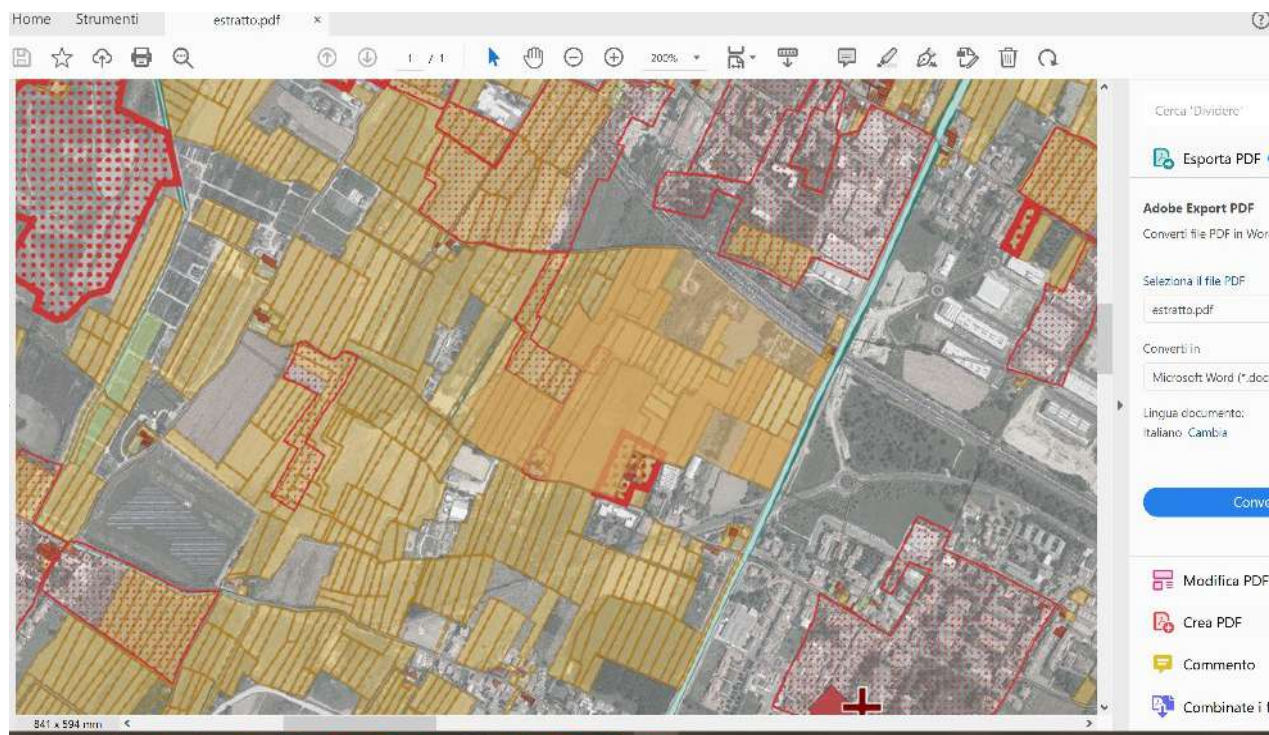 Home Strumenti estratto.pdf ×
1 / 1 200%
Cerca 'Dividere'
Esporta PDF
Adobe Export PDF
Converti file PDF in Wor
Seleziona il file PDF
estratto.pdf
Converti in
Microsoft Word (*.doc
Lingua documento:
Italiano Cambia
Conve
Modifica PDF
Crea PDF
Commento
Combinate i f
841 x 594 mm